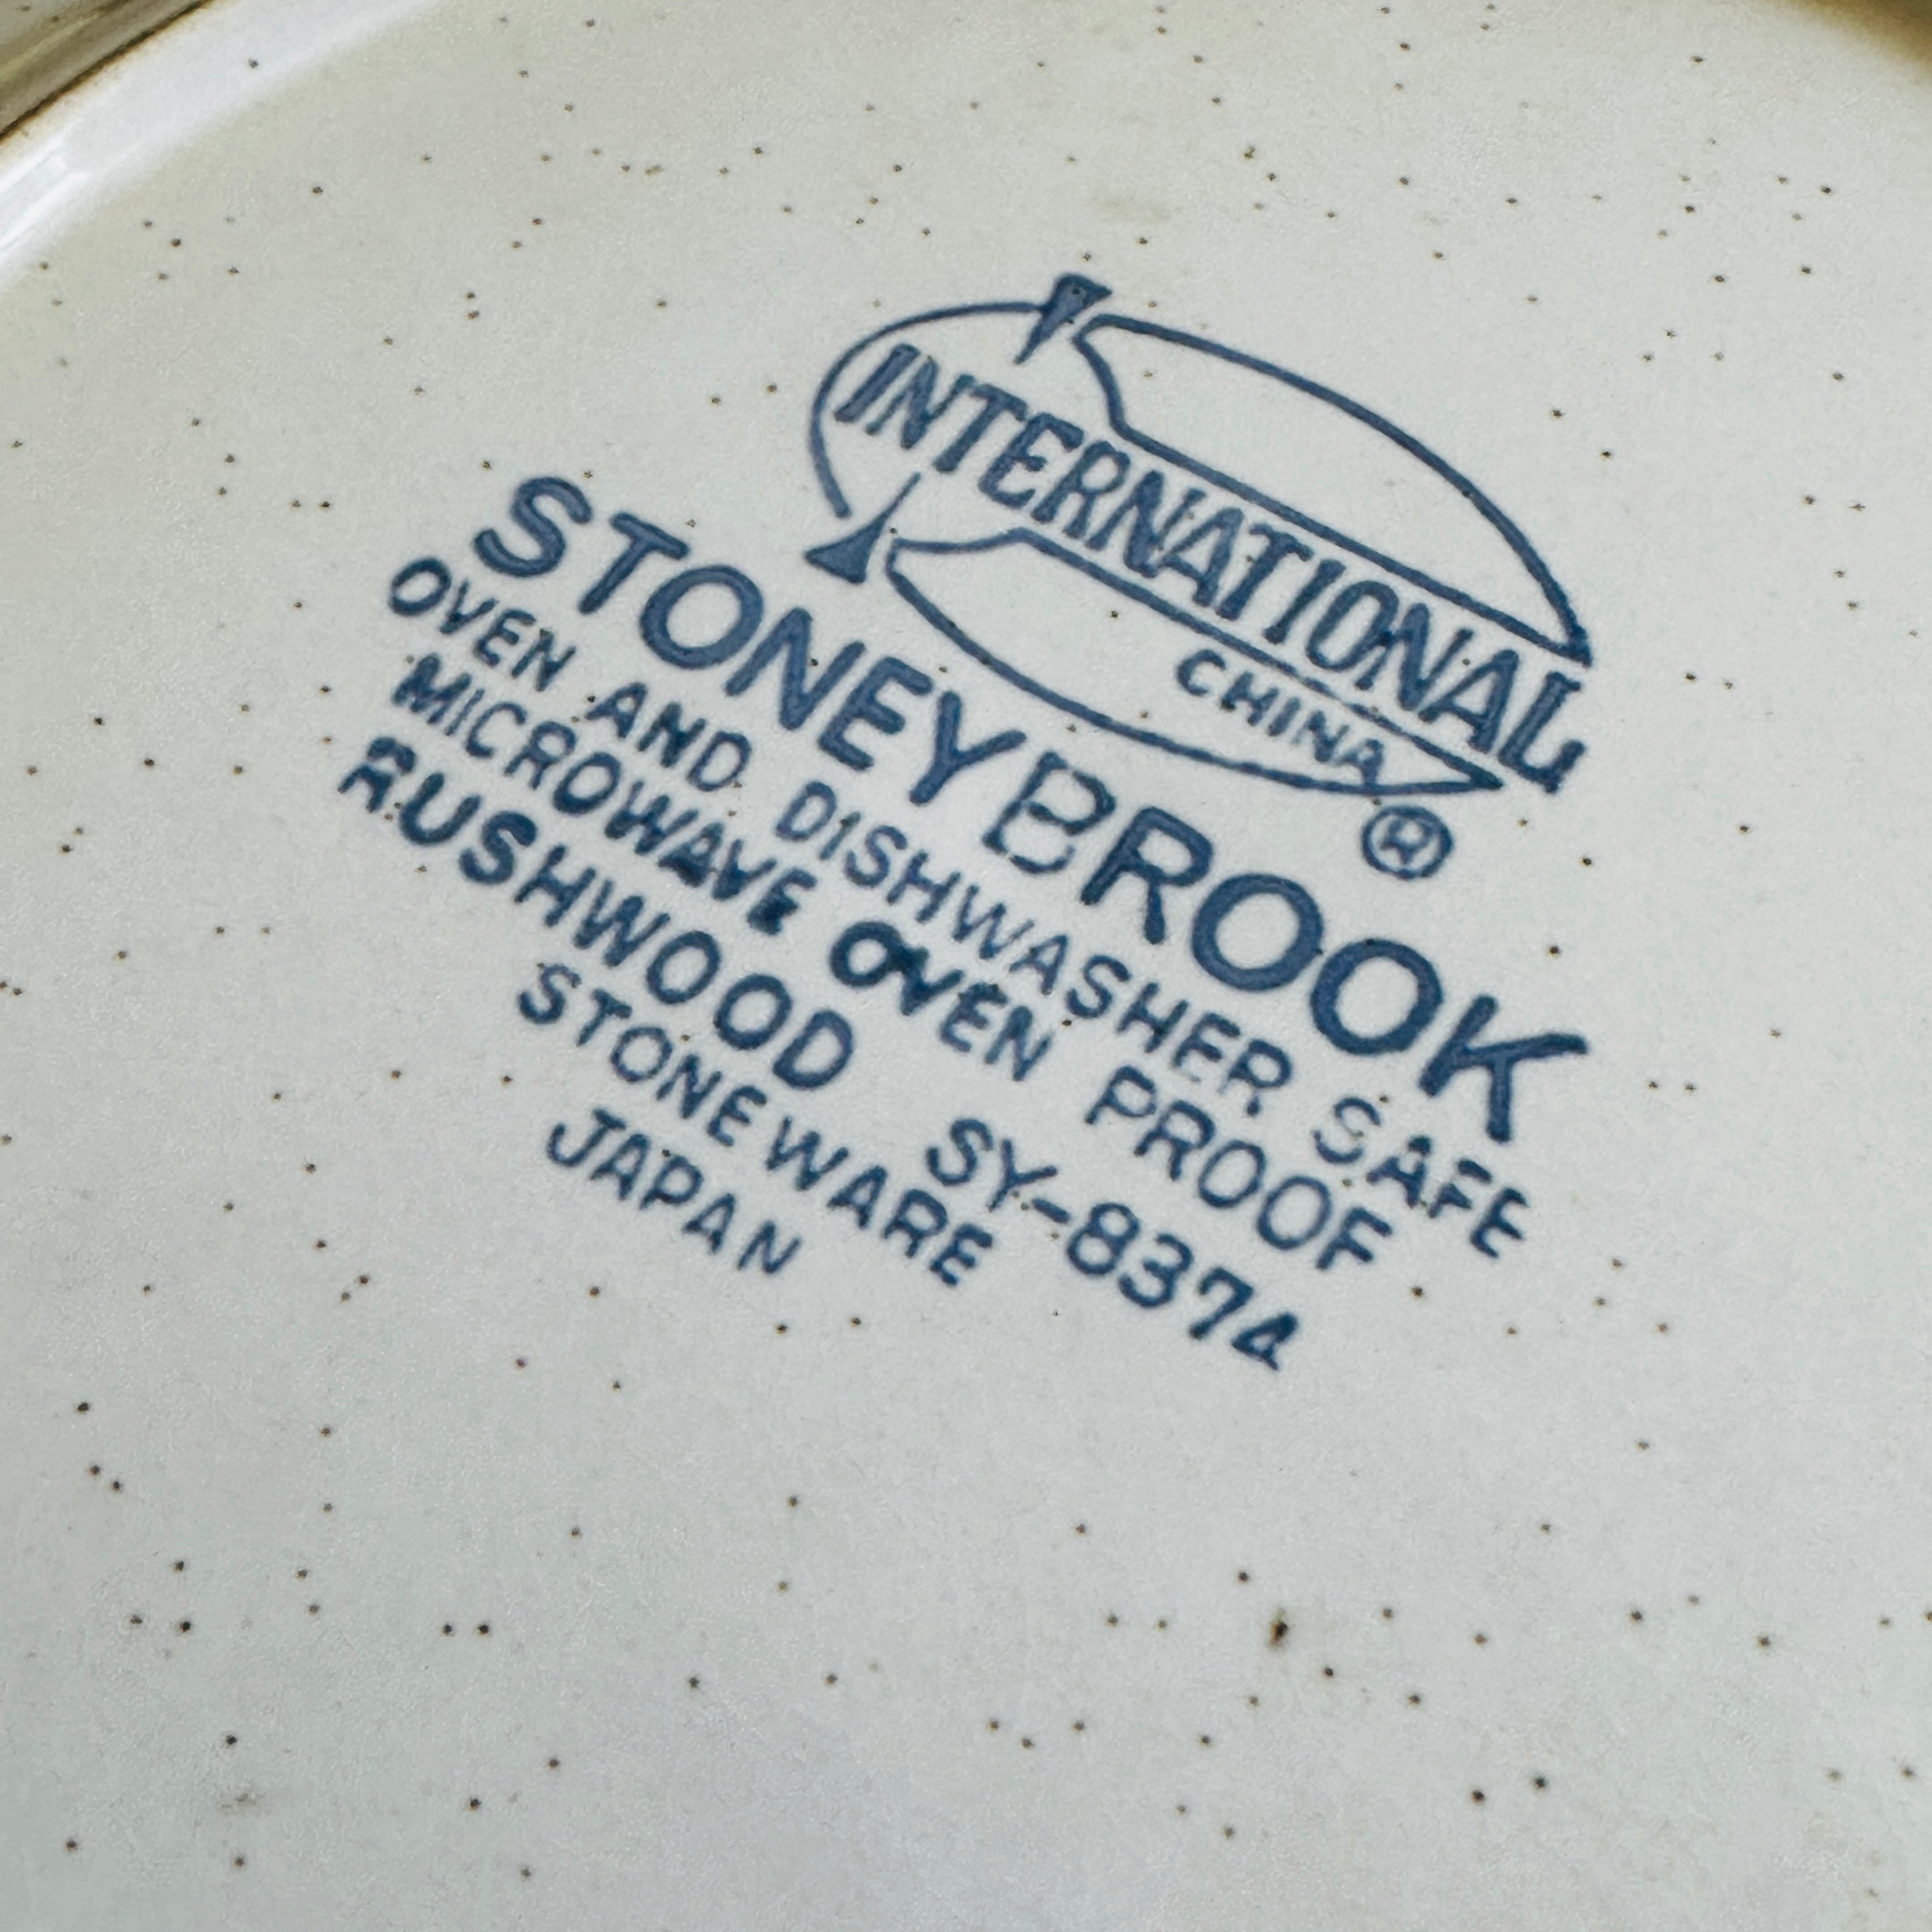 INTERNATIONAL
CHINA
®
STONEYBROOK
OVEN AND DISHWASHER SAFE
MICROWAVE OVEN PROOF
RUSHWOOD SY-8374
STONEWARE
JAPAN